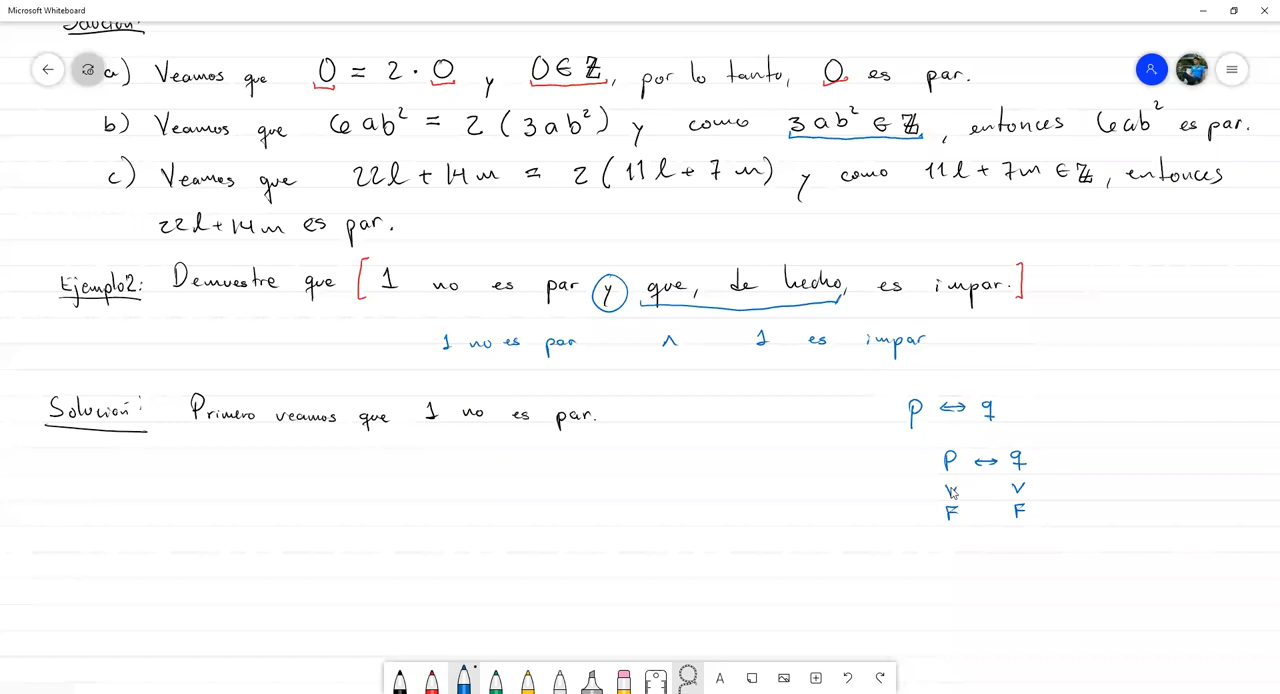 Microsoft Whiteboard
Solución:
a) Veamos que 0 = 2 · 0 y 0 ∈ ℤ, por lo tanto, 0 es par.
b) Veamos que 6ab² = 2(3ab²) y como 3ab² ∈ ℤ, entonces 6ab² es par.
c) Veamos que 22l + 14m = 2(11l + 7m) y como 11l + 7m ∈ ℤ, entonces
22l + 14m es par.
Ejemplo 2: Demuestre que [1 no es par y que, de hecho, es impar.]
1 no es par ∧ 1 es impar
Solución: Primero veamos que 1 no es par.
p ↔ q
p ↔ q
V V
F F
A